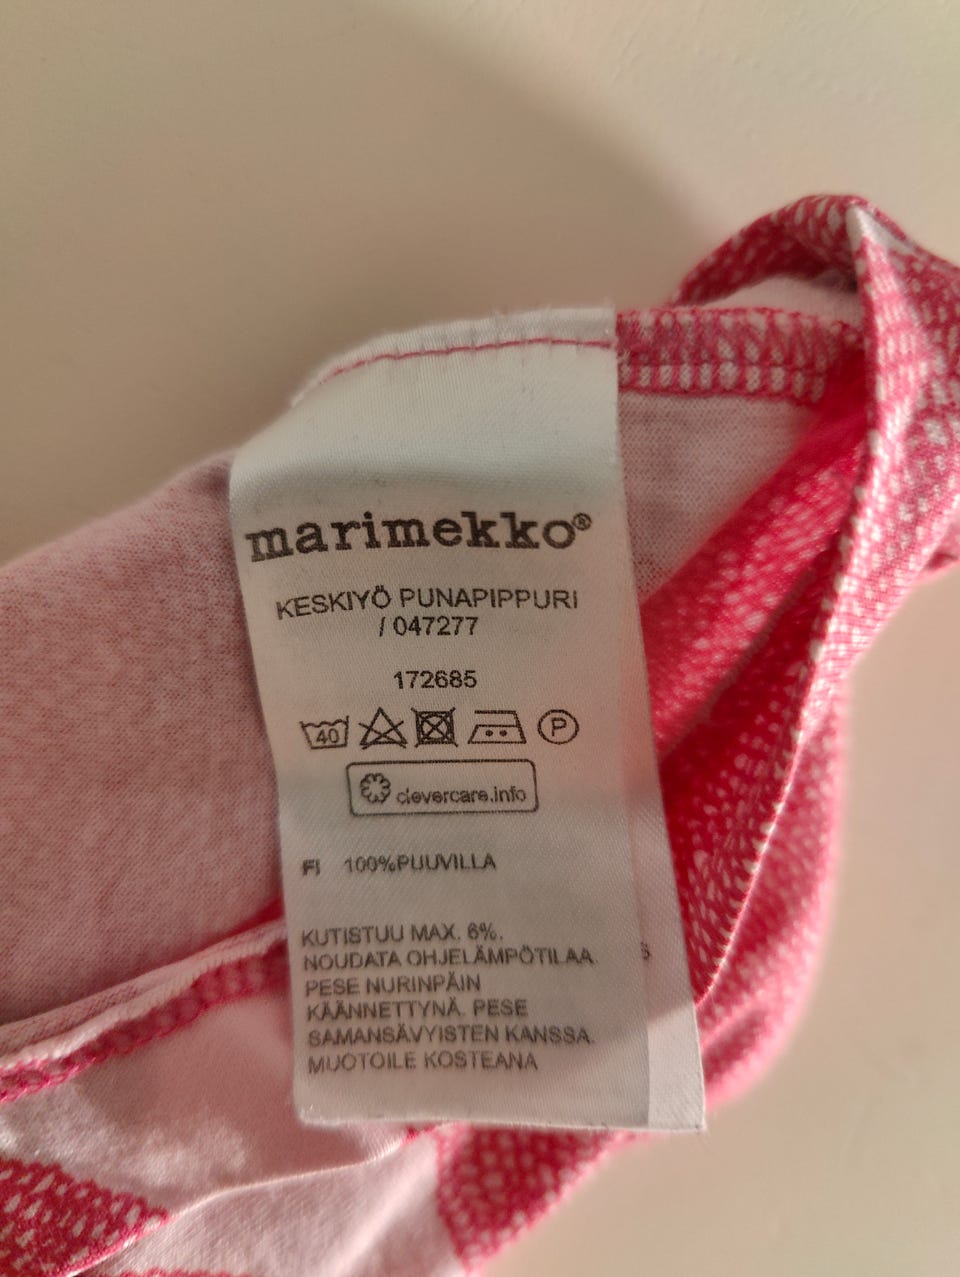 marimekko®
KESKIYÖ PUNAPIPPURI
/ 047277
172685
40 P
clevercare.info
FI 100%PUUVILLA
KUTISTUU MAX. 6%.
NOUDATA OHJELÄMPÖTILAA.
PESE NURINPÄIN
KÄÄNNETTYNÄ. PESE
SAMANSÄVYISTEN KANSSA.
MUOTOILE KOSTEANA